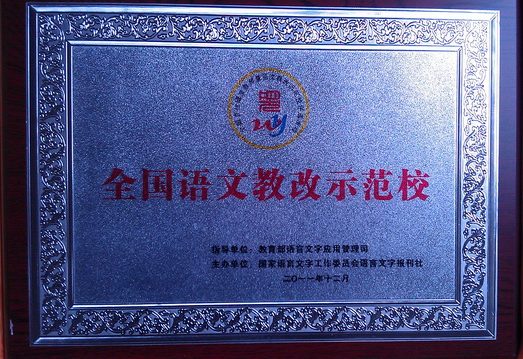 全国语文教改示范校
指导单位：教育部语言文字应用管理司
主办单位：国家语言文字工作委员会语言文字报刊社
二〇一一年十二月